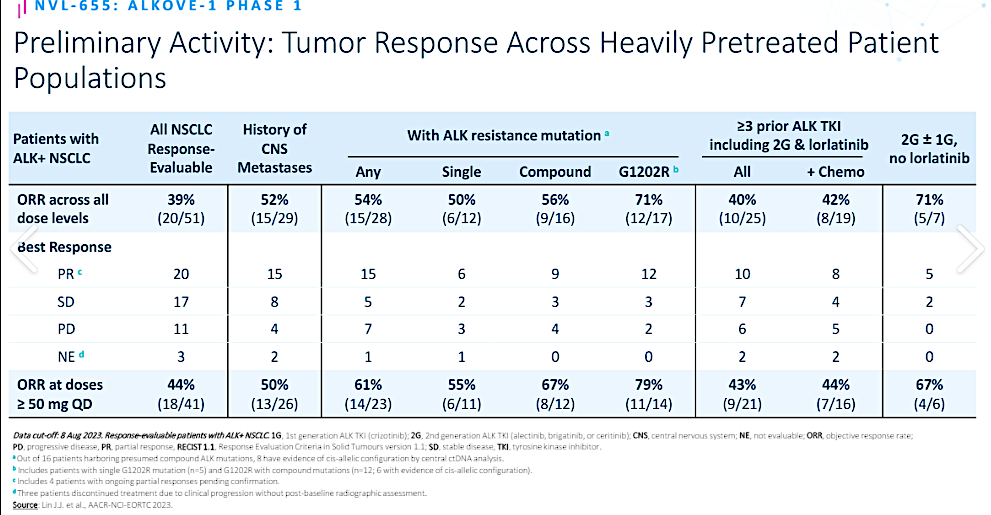 NVL-655: ALKOVE-1 PHASE 1
Preliminary Activity: Tumor Response Across Heavily Pretreated Patient
Populations
Patients with ALK+ NSCLC | All NSCLC Response-Evaluable | History of CNS Metastases | With ALK resistance mutation a | ≥3 prior ALK TKI including 2G & lorlatinib | 2G ± 1G, no lorlatinib
Any | Single | Compound | G1202R b | All | + Chemo
ORR across all dose levels | 39% (20/51) | 52% (15/29) | 54% (15/28) | 50% (6/12) | 56% (9/16) | 71% (12/17) | 40% (10/25) | 42% (8/19) | 71% (5/7)
Best Response
PR c | 20 | 15 | 15 | 6 | 9 | 12 | 10 | 8 | 5
SD | 17 | 8 | 5 | 2 | 3 | 3 | 7 | 4 | 2
PD | 11 | 4 | 7 | 3 | 4 | 2 | 6 | 5 | 0
NE d | 3 | 2 | 1 | 1 | 0 | 0 | 2 | 2 | 0
ORR at doses ≥ 50 mg QD | 44% (18/41) | 50% (13/26) | 61% (14/23) | 55% (6/11) | 67% (8/12) | 79% (11/14) | 43% (9/21) | 44% (7/16) | 67% (4/6)
Data cut-off: 8 Aug 2023. Response-evaluable patients with ALK+ NSCLC. 1G, 1st generation ALK TKI (crizotinib); 2G, 2nd generation ALK TKI (alectinib, brigatinib, or ceritinib); CNS, central nervous system; NE, not evaluable; ORR, objective response rate;
PD, progressive disease, PR, partial response, RECIST 1.1, Response Evaluation Criteria in Solid Tumours version 1.1; SD, stable disease, TKI, tyrosine kinase inhibitor.
a Out of 16 patients harboring presumed compound ALK mutations, 8 have evidence of cis-allelic configuration by central ctDNA analysis.
b Includes patients with single G1202R mutation (n=5) and G1202R with compound mutations (n=12; 6 with evidence of cis-allelic configuration).
c Includes 4 patients with ongoing partial responses pending confirmation.
d Three patients discontinued treatment due to clinical progression without post-baseline radiographic assessment.
Source: Lin J.J. et al., AACR-NCI-EORTC 2023.